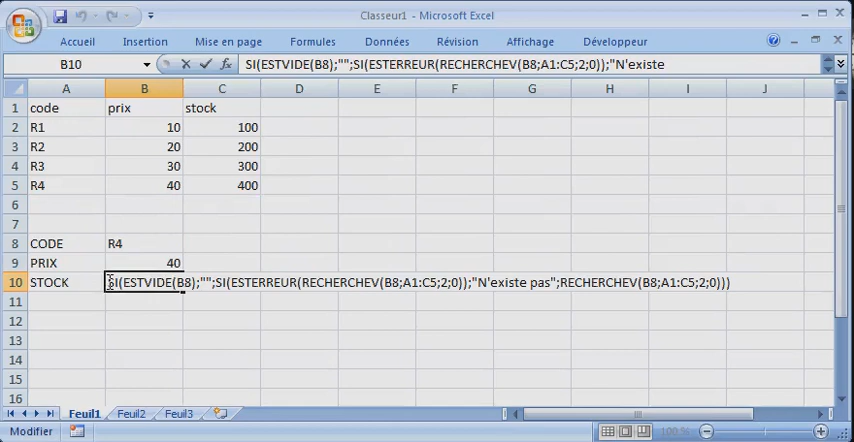 Classeur1 - Microsoft Excel
Accueil Insertion Mise en page Formules Données Révision Affichage Développeur
B10 fx SI(ESTVIDE(B8);"";SI(ESTERREUR(RECHERCHEV(B8;A1:C5;2;0));"N'existe
A B C D E F G H I J
1 code prix stock
2 R1 10 100
3 R2 20 200
4 R3 30 300
5 R4 40 400
6
7
8 CODE R4
9 PRIX 40
10 STOCK SI(ESTVIDE(B8);"";SI(ESTERREUR(RECHERCHEV(B8;A1:C5;2;0));"N'existe pas";RECHERCHEV(B8;A1:C5;2;0)))
11
12
13
14
15
16
Feuil1 Feuil2 Feuil3
Modifier 100 %